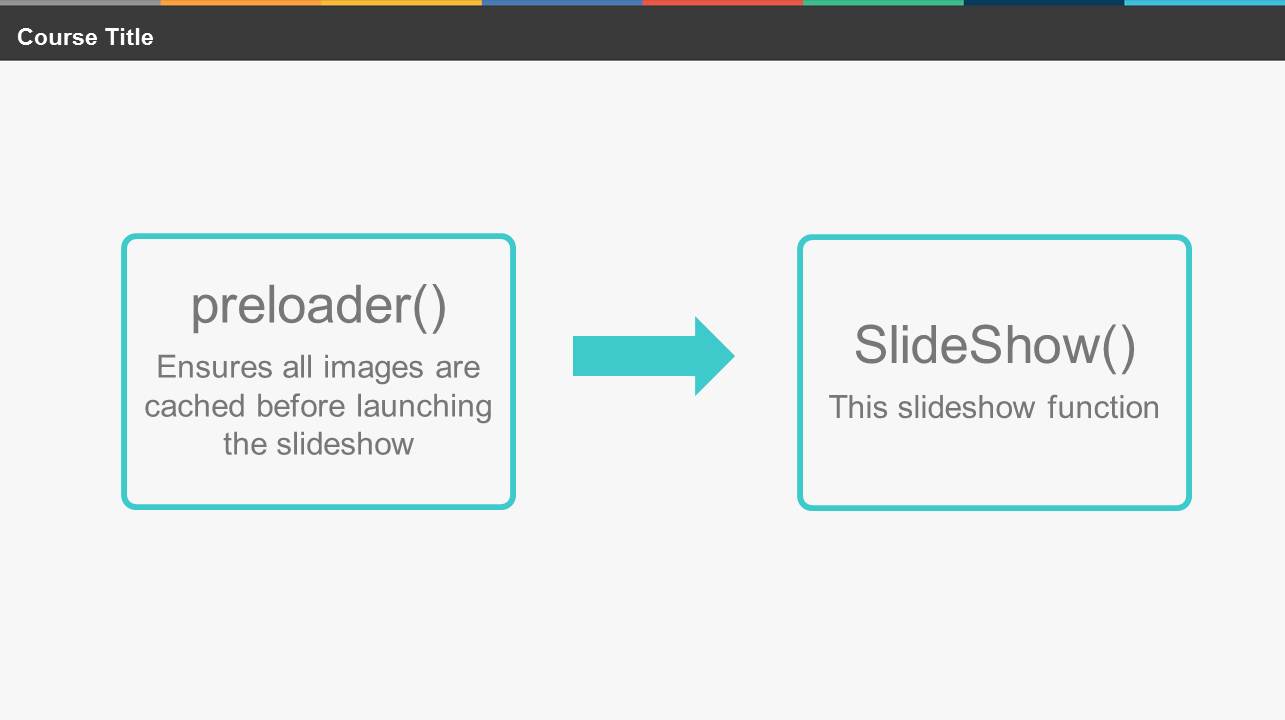 Course Title
preloader()
Ensures all images are
cached before launching
the slideshow
SlideShow()
This slideshow function